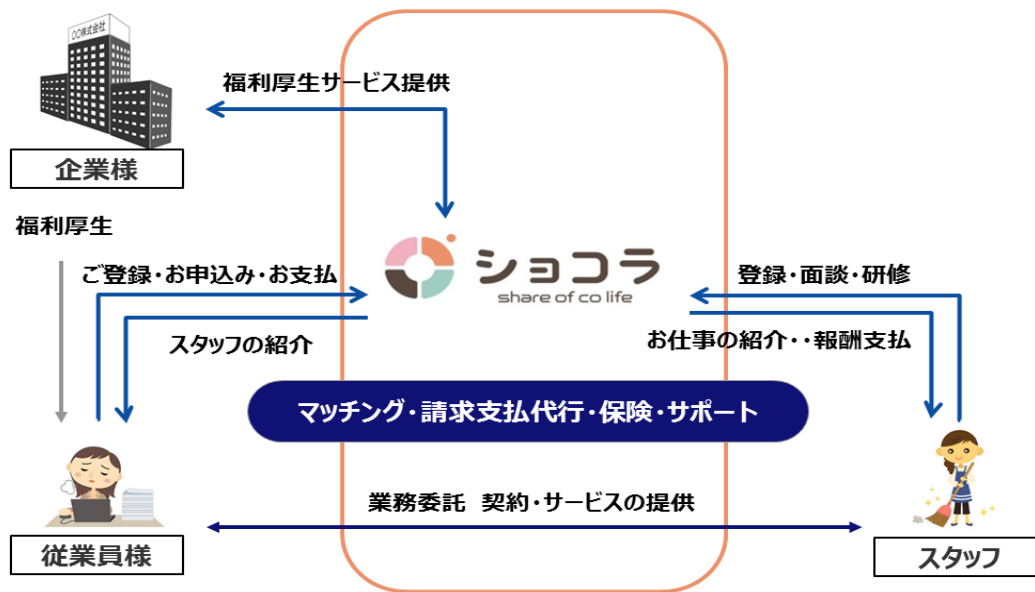 〇〇株式会社
福利厚生サービス提供
企業様
福利厚生
ショコラ
share of co life
ご登録・お申込み・お支払
登録・面談・研修
スタッフの紹介
お仕事の紹介・・報酬支払
マッチング・請求支払代行・保険・サポート
業務委託 契約・サービスの提供
従業員様
スタッフ